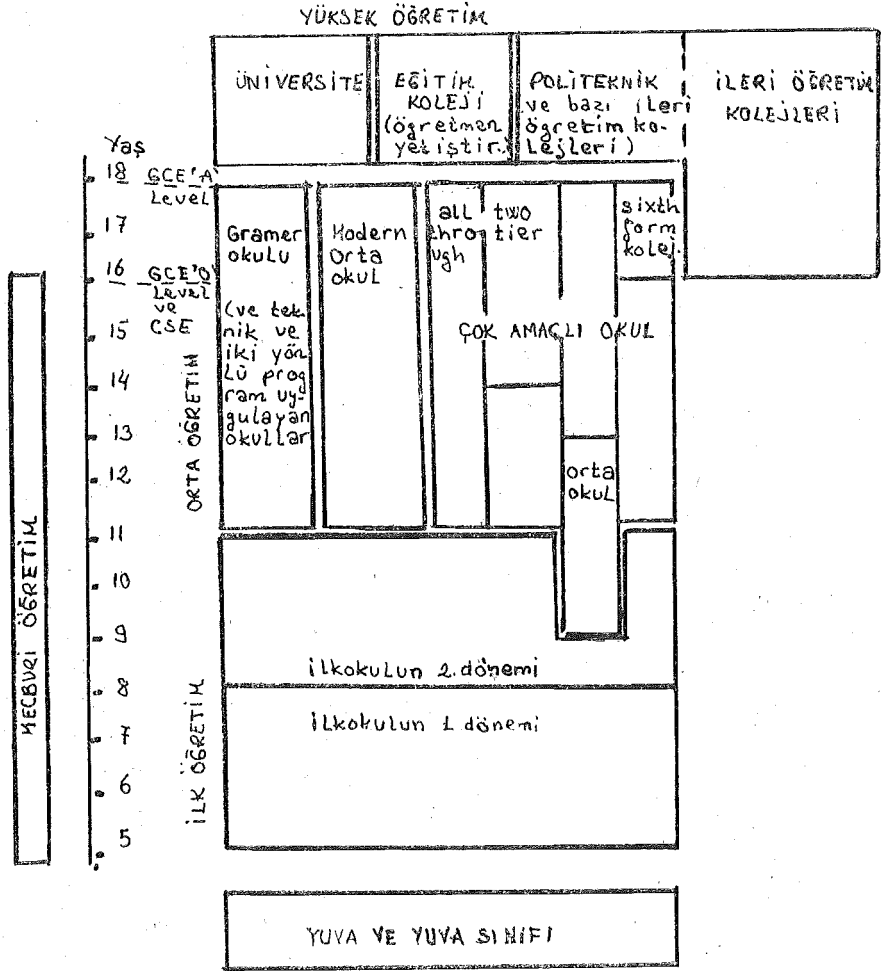 YÜKSEK ÖĞRETİM
ÜNİVERSİTE
EĞİTİM
KOLEJİ
(öğretmen
yetiştir.)
POLİTEKNİK
ve bazı ileri
öğretim ko-
lejleri)
İLERİ ÖĞRETİM
KOLEJLERİ
Yaş
18 GCE'A'
Level
17
16 GCE'O'
Level
ve
CSE
15
14
13
12
11
10
9
8
7
6
5
MECBURİ ÖĞRETİM
ORTA ÖĞRETİM
İLK ÖĞRETİM
Gramer
okulu
(ve tek
nik ve
iki yön
lü prog
ram uy-
gulayan
okullar
Modern
orta
okul
all
thro
ugh
two
tier
sixth
form
kolej.
ÇOK AMAÇLI OKUL
orta
okul
ilkokulun 2. dönemi
ilkokulun 1. dönemi
YUVA VE YUVA SINIFI